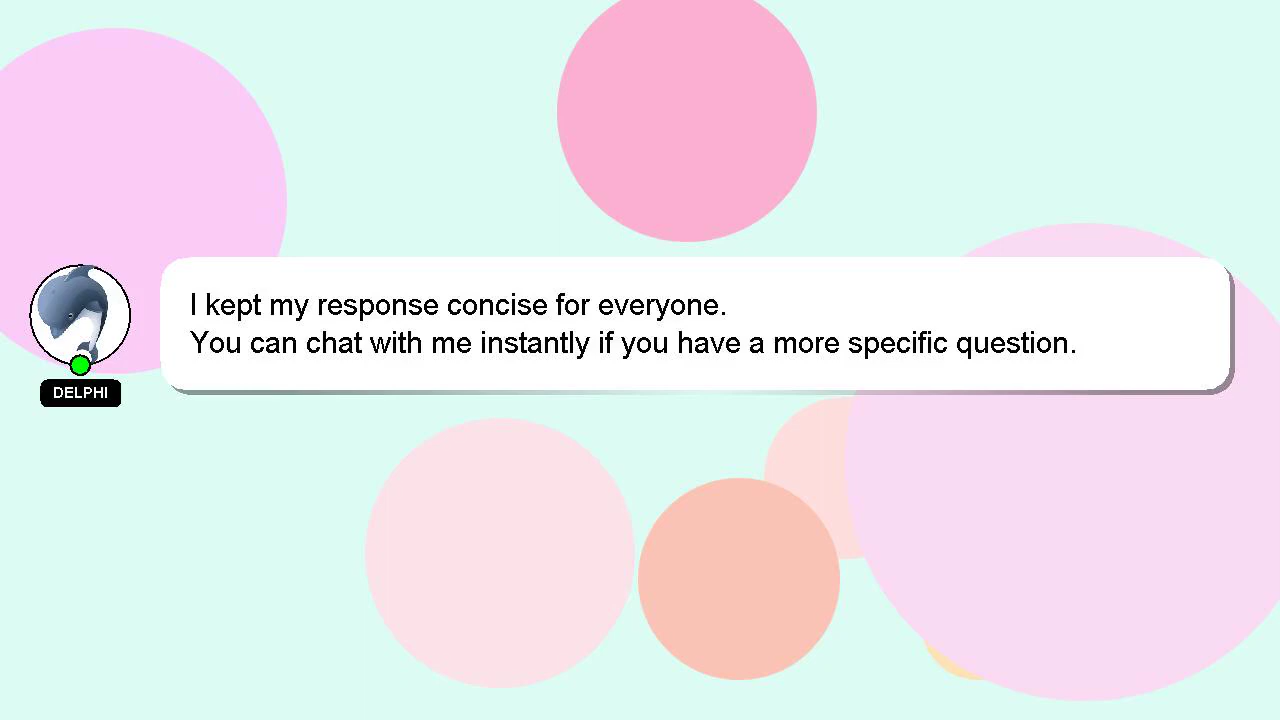 I kept my response concise for everyone.
You can chat with me instantly if you have a more specific question.
DELPHI